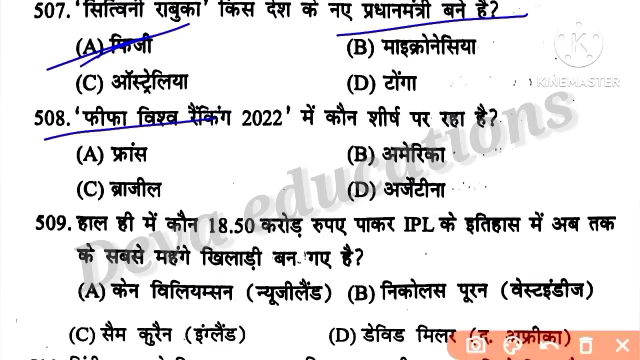 507. 'सित्विनी राबुका' किस देश के नए प्रधानमंत्री बने हैं?
(A) फिजी (B) माइक्रोनेसिया
(C) ऑस्ट्रेलिया (D) टोंगा
508. 'फीफा विश्व रैंकिंग 2022' में कौन शीर्ष पर रहा है?
(A) फ्रांस (B) अमेरिका
(C) ब्राजील (D) अर्जेंटीना
509. हाल ही में कौन 18.50 करोड़ रुपए पाकर IPL के इतिहास में अब तक
के सबसे महंगे खिलाड़ी बन गए है?
(A) केन विलियम्सन (न्यूजीलैंड) (B) निकोलस पूरन (वेस्टइंडीज)
(C) सैम कुरैन (इंग्लैंड) (D) डेविड मिलर (द. अफ्रीका)
Deva educations
KINEMASTER